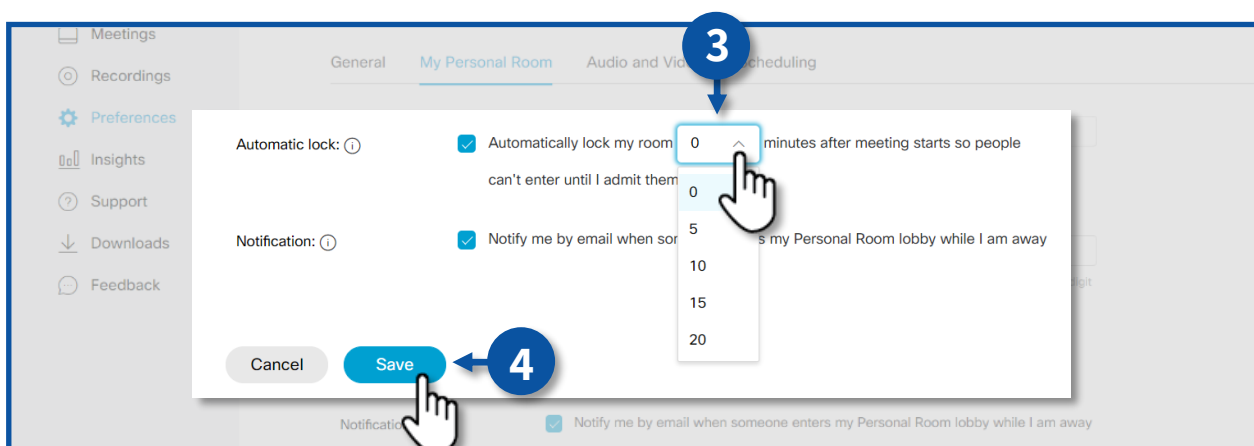 Meetings
Recordings
Preferences
Insights
Support
Downloads
Feedback
General My Personal Room Audio and Vid cheduling
3
Automatic lock: Automatically lock my room 0 minutes after meeting starts so people
can't enter until I admit them
0
5
10
15
20
Notification: Notify me by email when som s my Personal Room lobby while I am away
digit
Cancel Save 4
Notificatio Notify me by email when someone enters my Personal Room lobby while I am away